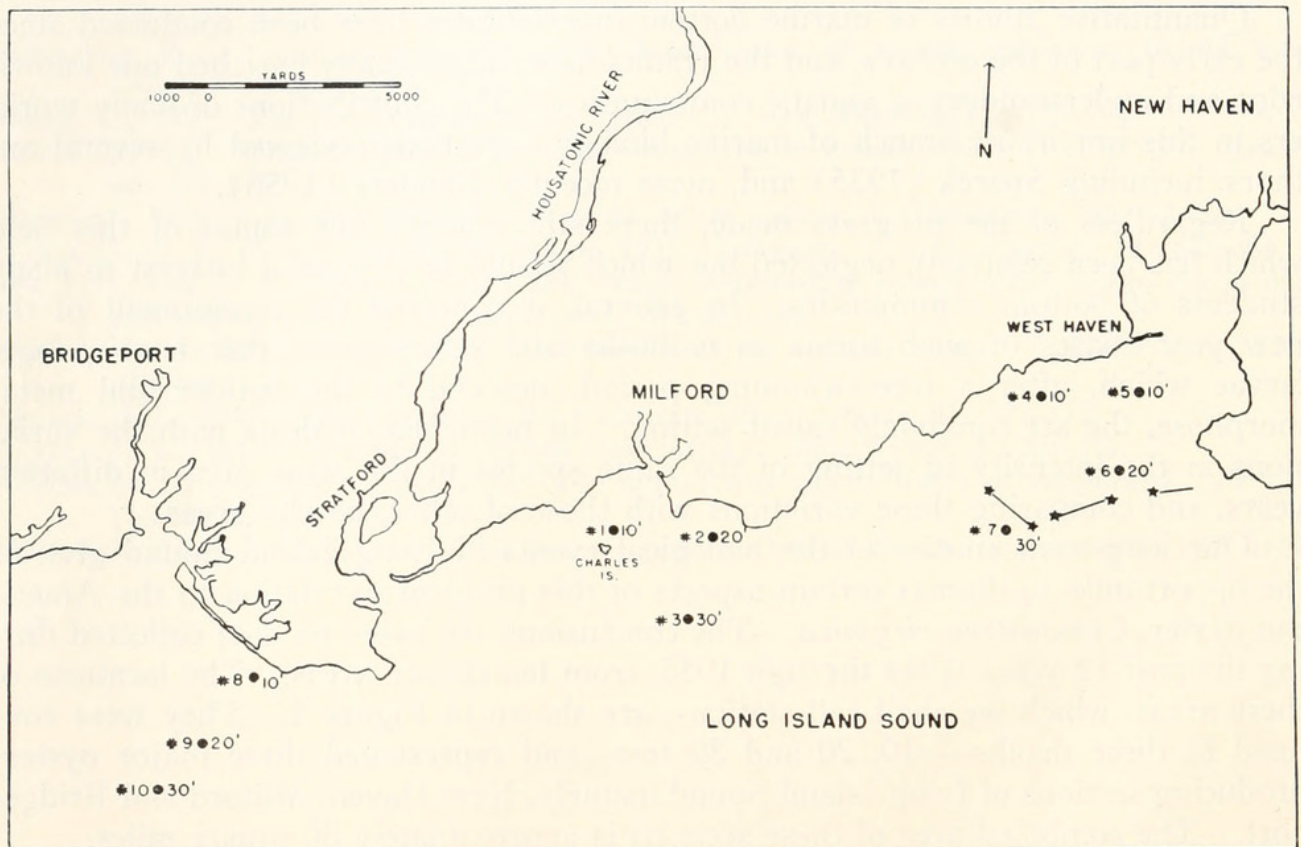 YARDS
1000 0 5000
HOUSATONIC RIVER
N
NEW HAVEN
BRIDGEPORT
WEST HAVEN
MILFORD
STRATFORD
#4 10'
#5 10'
#6 20'
#7
30'
#1 10'
CHARLES
IS.
#2 20'
#3 30'
#8 10'
#9 20'
#10 30'
LONG ISLAND SOUND